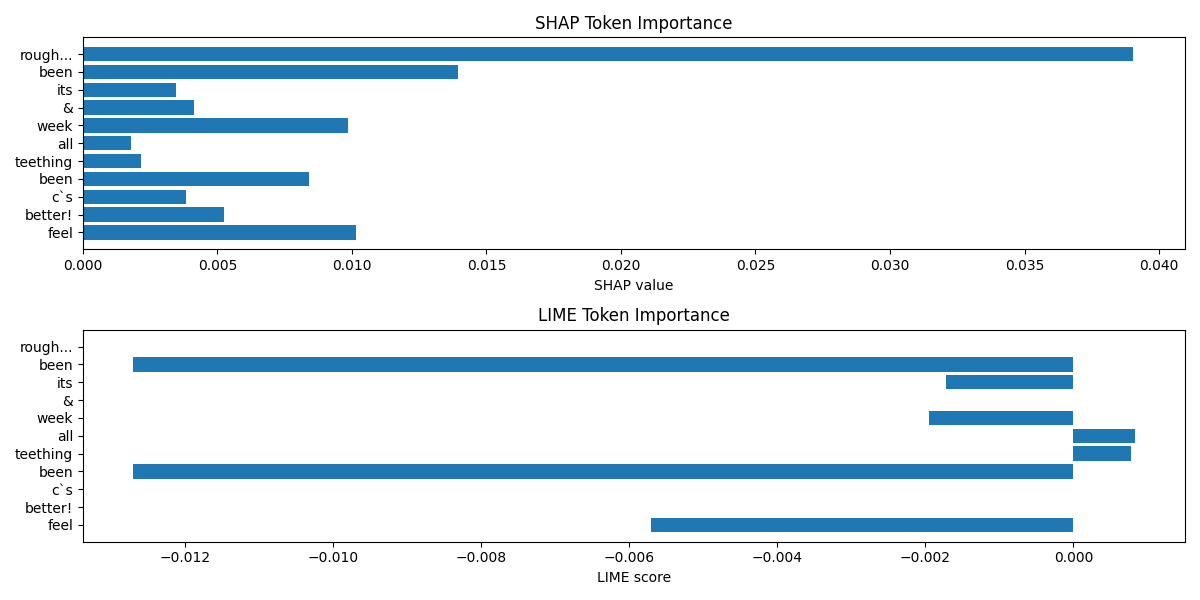 SHAP Token Importance
rough...
been
its
&
week
all
teething
been
c`s
better!
feel
0.000 0.005 0.010 0.015 0.020 0.025 0.030 0.035 0.040
SHAP value
LIME Token Importance
rough...
been
its
&
week
all
teething
been
c`s
better!
feel
−0.012 −0.010 −0.008 −0.006 −0.004 −0.002 0.000
LIME score